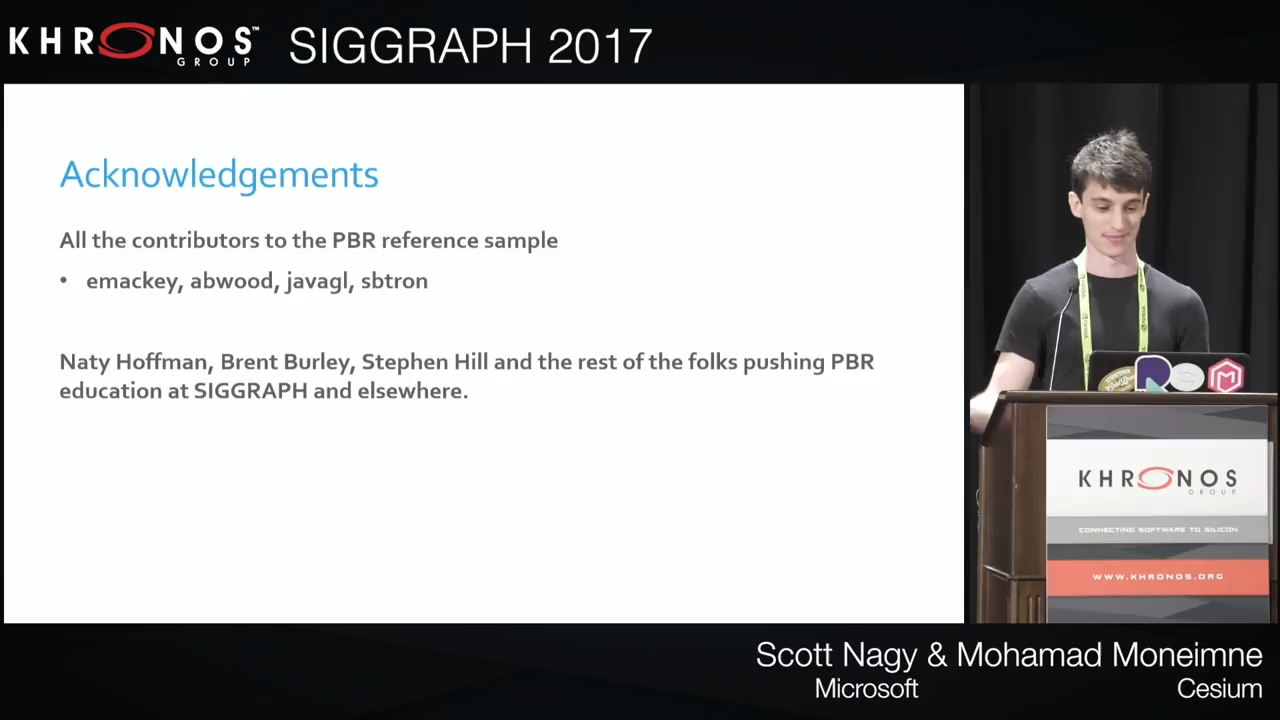 KHRONOS™
GROUP
SIGGRAPH 2017
Acknowledgements
All the contributors to the PBR reference sample
• emackey, abwood, javagl, sbtron
Naty Hoffman, Brent Burley, Stephen Hill and the rest of the folks pushing PBR
education at SIGGRAPH and elsewhere.
KHRONOS
GROUP
CONNECTING SOFTWARE TO SILICON
WWW.KHRONOS.ORG
Scott Nagy & Mohamad Moneimne
Microsoft
Cesium